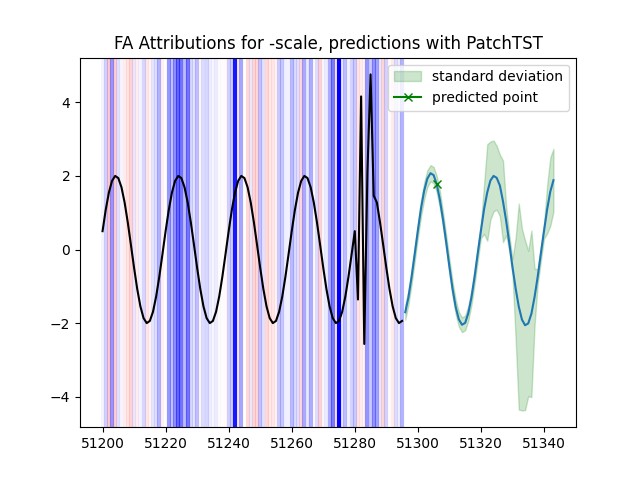 FA Attributions for -scale, predictions with PatchTST
standard deviation
predicted point
4
2
0
−2
−4
51200 51220 51240 51260 51280 51300 51320 51340